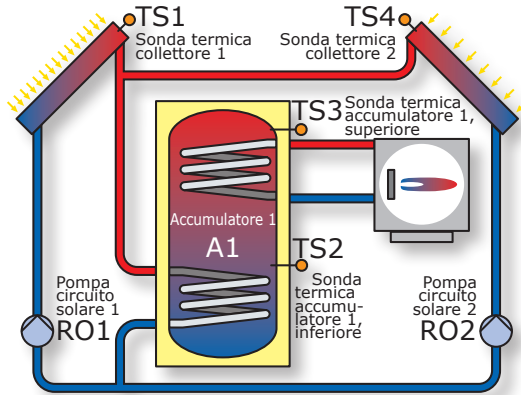 TS1
Sonda termica
collettore 1
TS4
Sonda termica
collettore 2
TS3 Sonda termica
accumulatore 1,
superiore
Accumulatore 1
A1
TS2
Sonda
termica
accumu-
latore 1,
inferiore
Pompa
circuito
solare 1
RO1
Pompa
circuito
solare 2
RO2